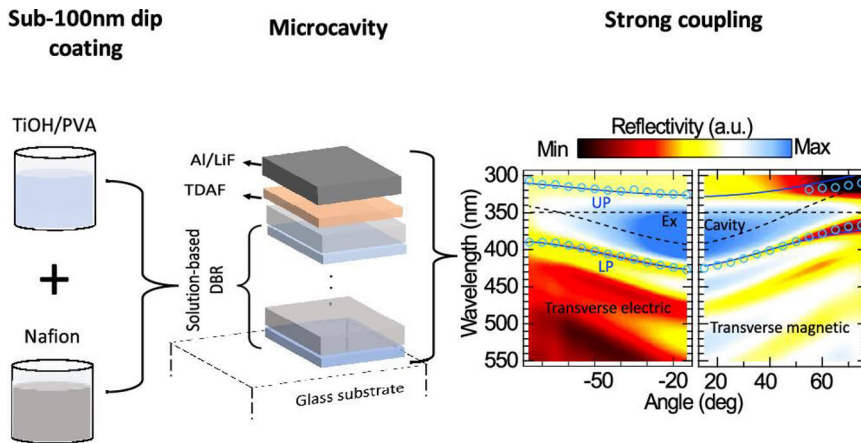 Sub-100nm dip
coating
TiOH/PVA
+
Nafion
Microcavity
Al/LiF
TDAF
Solution-based
DBR
Glass substrate
Strong coupling
Reflectivity (a.u.)
Min
Max
Wavelength(nm)
300
350
400
450
500
550
UP
Ex
LP
Transverse electric
Cavity
Transverse magnetic
-50 -20 20 40 60
Angle (deg)